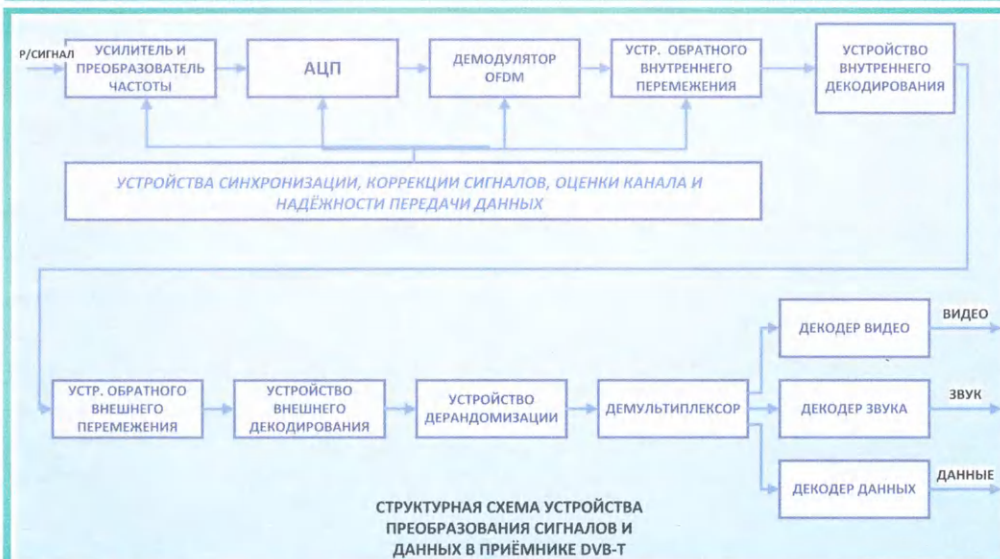 Р/СИГНАЛ
УСИЛИТЕЛЬ И
ПРЕОБРАЗОВАТЕЛЬ
ЧАСТОТЫ
АЦП
ДЕМОДУЛЯТОР
OFDM
УСТР. ОБРАТНОГО
ВНУТРЕННЕГО
ПЕРЕМЕЖЕНИЯ
УСТРОЙСТВО
ВНУТРЕННЕГО
ДЕКОДИРОВАНИЯ
УСТРОЙСТВА СИНХРОНИЗАЦИИ, КОРРЕКЦИИ СИГНАЛОВ, ОЦЕНКИ КАНАЛА И
НАДЁЖНОСТИ ПЕРЕДАЧИ ДАННЫХ
УСТР. ОБРАТНОГО
ВНЕШНЕГО
ПЕРЕМЕЖЕНИЯ
УСТРОЙСТВО
ВНЕШНЕГО
ДЕКОДИРОВАНИЯ
УСТРОЙСТВО
ДЕРАНДОМИЗАЦИИ
ДЕМУЛЬТИПЛЕКСОР
ДЕКОДЕР ВИДЕО
ВИДЕО
ДЕКОДЕР ЗВУКА
ЗВУК
ДЕКОДЕР ДАННЫХ
ДАННЫЕ
СТРУКТУРНАЯ СХЕМА УСТРОЙСТВА
ПРЕОБРАЗОВАНИЯ СИГНАЛОВ И
ДАННЫХ В ПРИЁМНИКЕ DVB-T